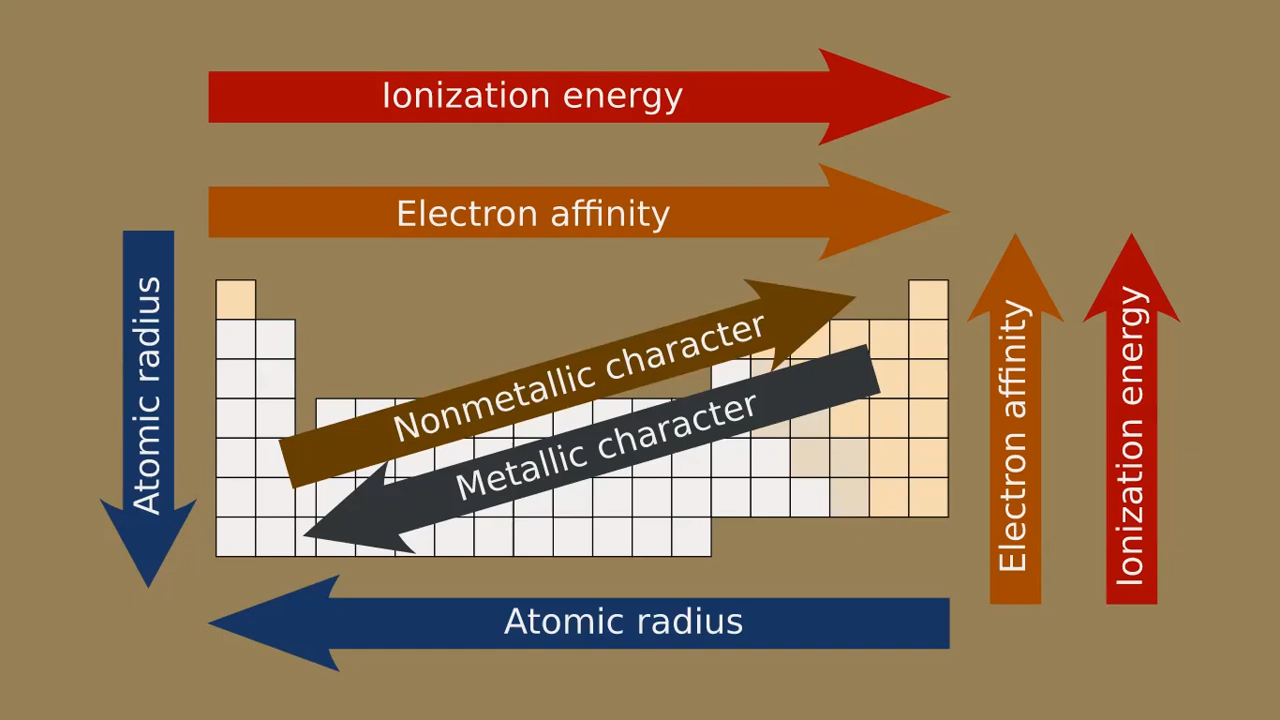 Ionization energy
Electron affinity
Atomic radius
Nonmetallic character
Metallic character
Electron affinity
Ionization energy
Atomic radius